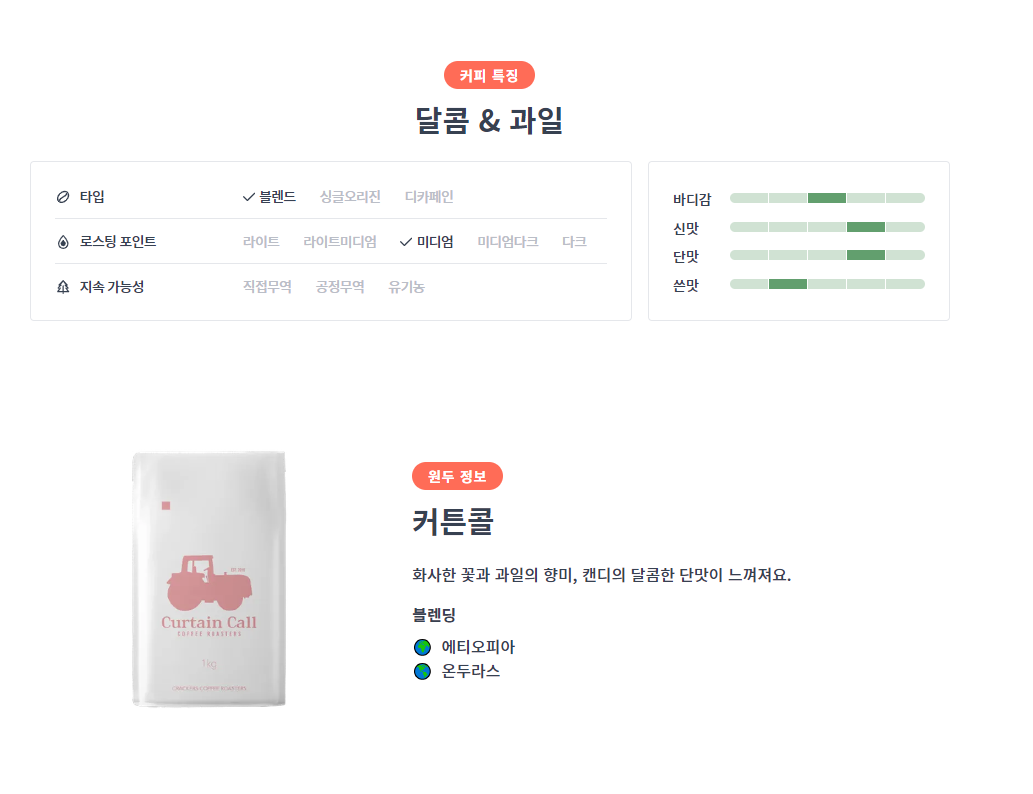 커피 특징
달콤 & 과일
타입 블렌드 싱글오리진 디카페인
로스팅 포인트 라이트 라이트미디엄 미디엄 미디엄다크 다크
지속 가능성 직접무역 공정무역 유기농
바디감
신맛
단맛
쓴맛
원두 정보
커튼콜
화사한 꽃과 과일의 향미, 캔디의 달콤한 단맛이 느껴져요.
블렌딩
에티오피아
온두라스
Curtain Call
COFFEE ROASTERS
1kg